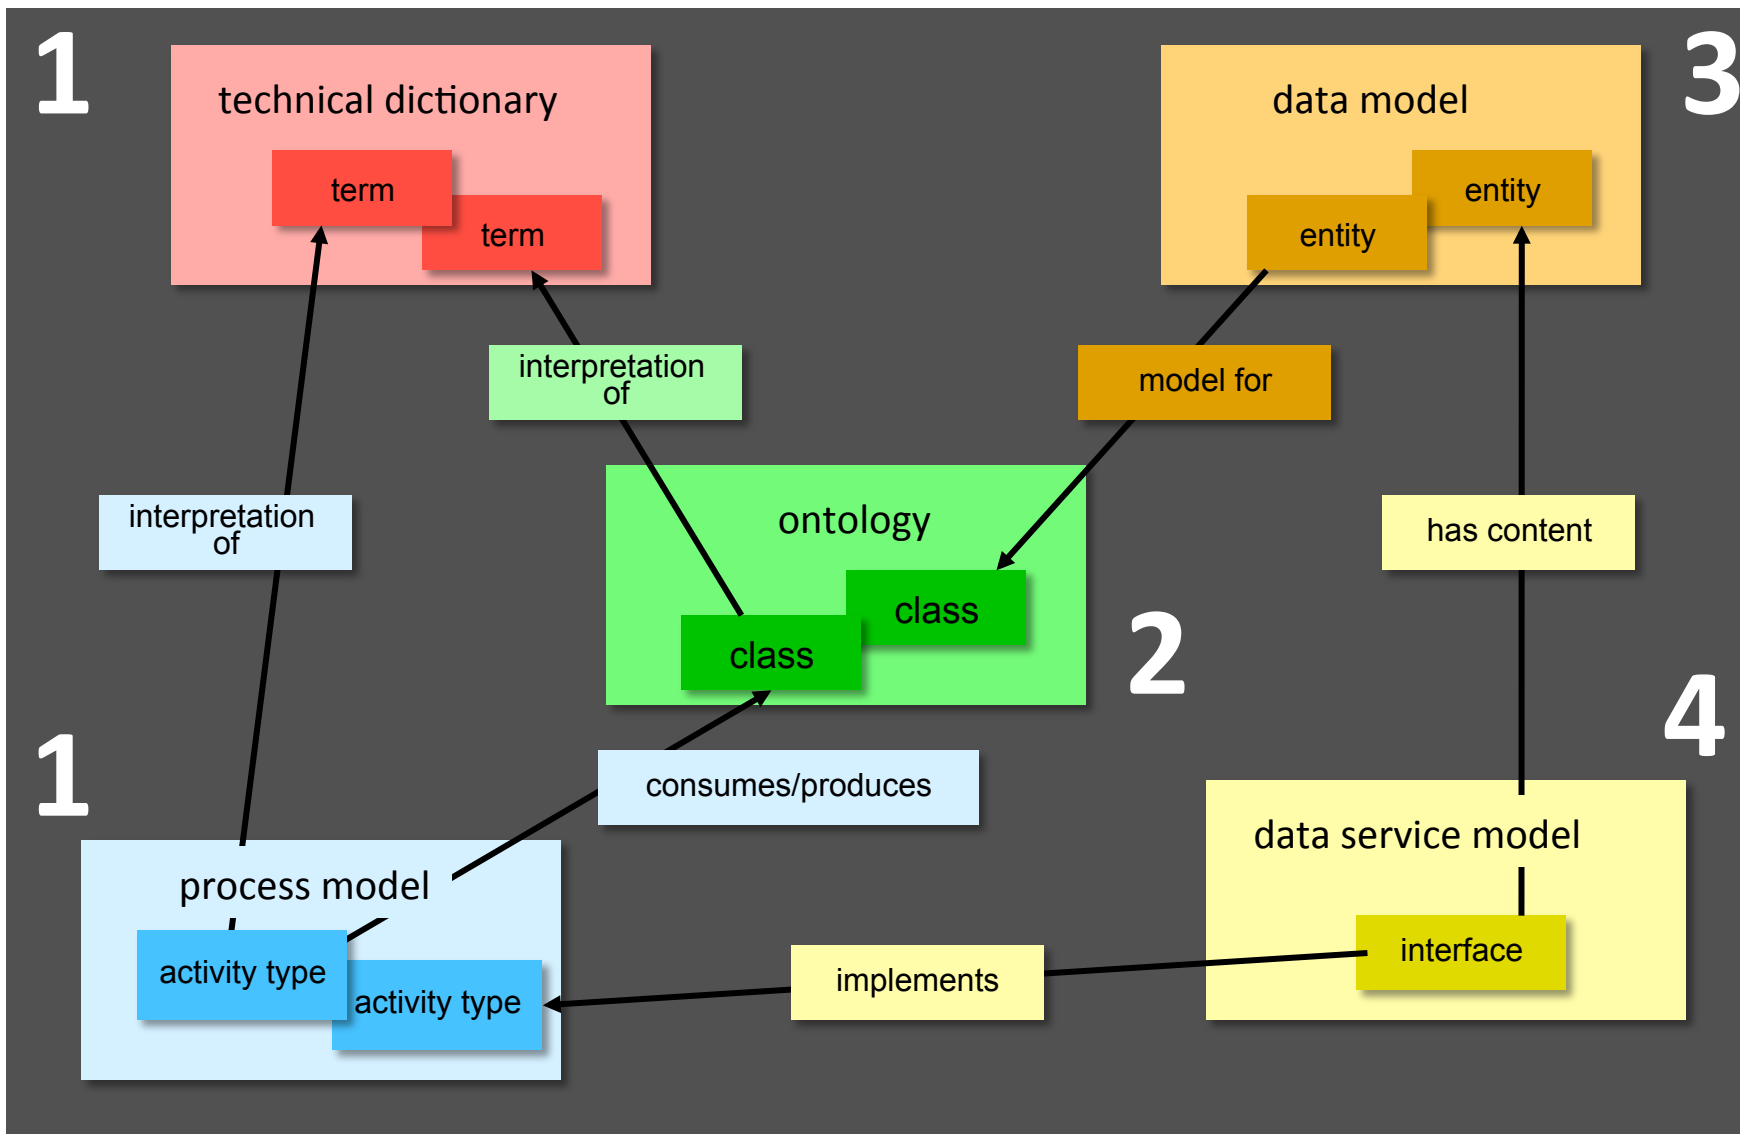 1
technical dictionary
term
term
3
data model
entity
entity
interpretation
of
model for
interpretation
of
has content
ontology
class
class
2
4
1
consumes/produces
process model
activity type
activity type
data service model
interface
implements